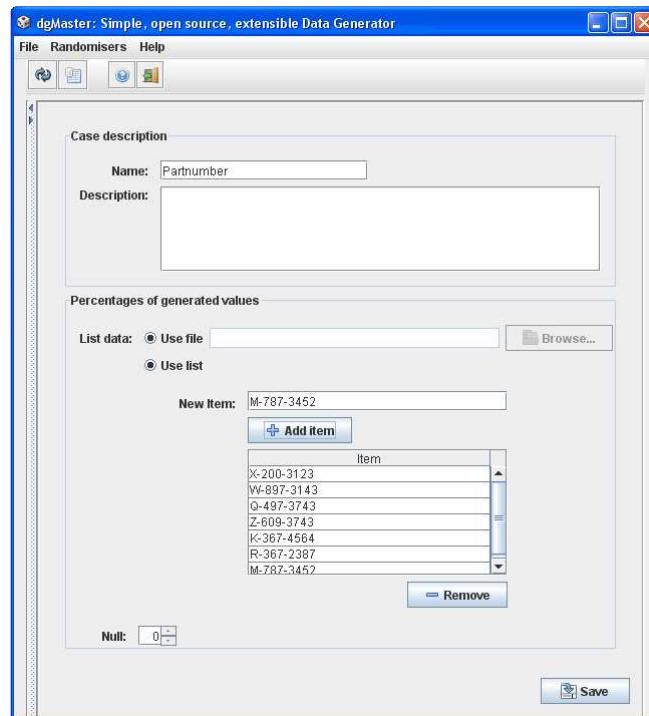 dgMaster: Simple, open source, extensible Data Generator
File Randomisers Help
Case description
Name: Partnumber
Description:
Percentages of generated values
List data: Use file Browse...
Use list
New Item: M-787-3452
Add item
Item
X-200-3123
W-897-3143
Q-497-3743
Z-609-3743
K-367-4564
R-367-2387
M-787-3452
Remove
Null: 0
Save